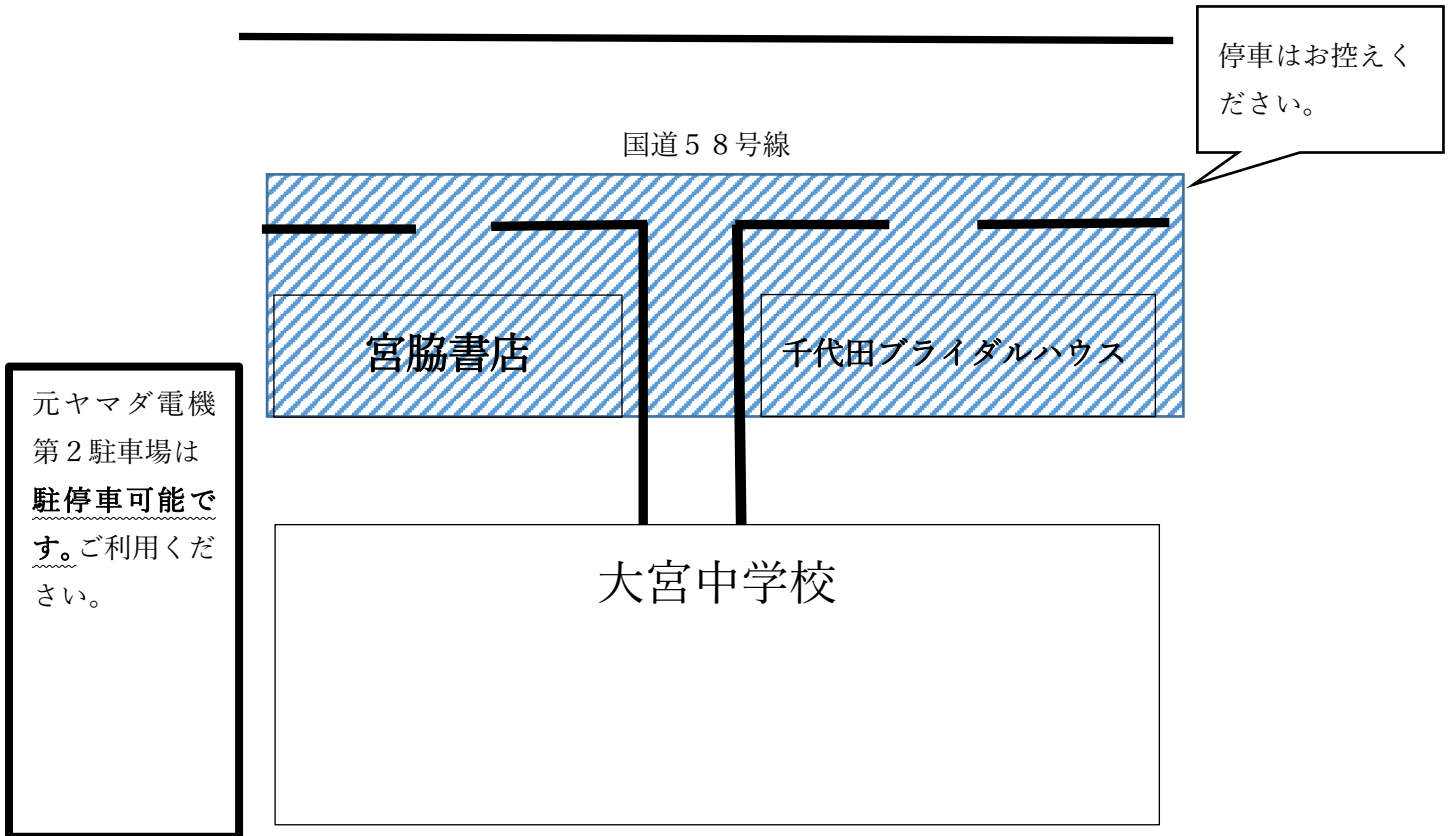 停車はお控えく
ださい。
国道５８号線
宮脇書店
千代田ブライダルハウス
元ヤマダ電機
第２駐車場は
駐停車可能で
す。ご利用くだ
さい。
大宮中学校